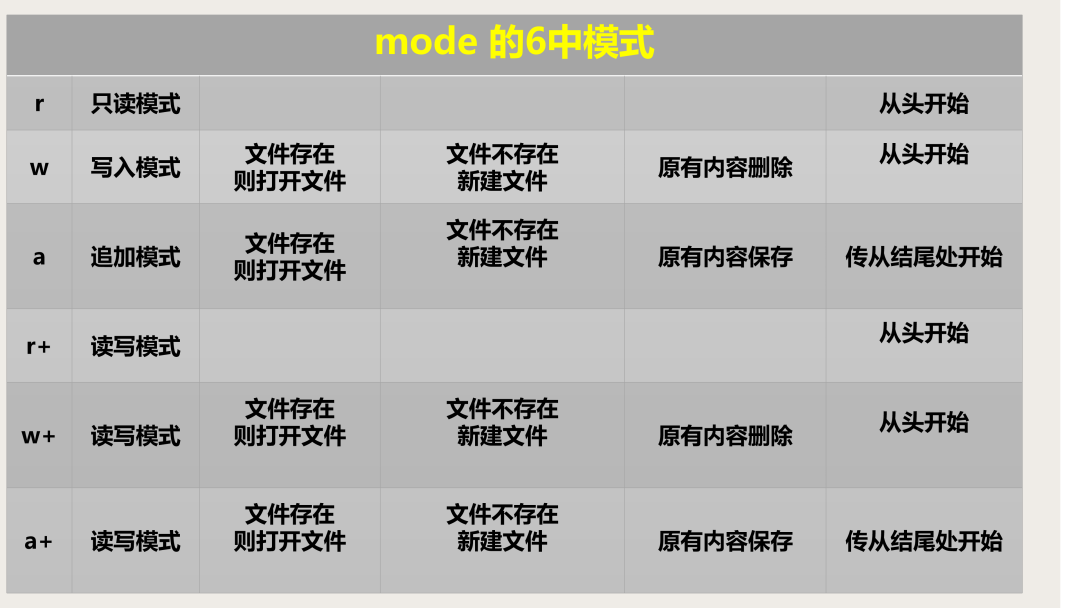 mode 的6中模式
r 只读模式 从头开始
w 写入模式 文件存在 文件不存在 原有内容删除 从头开始
则打开文件 新建文件
a 追加模式 文件存在 文件不存在 原有内容保存 传从结尾处开始
则打开文件 新建文件
r+ 读写模式 从头开始
w+ 读写模式 文件存在 文件不存在 原有内容删除 从头开始
则打开文件 新建文件
a+ 读写模式 文件存在 文件不存在 原有内容保存 传从结尾处开始
则打开文件 新建文件